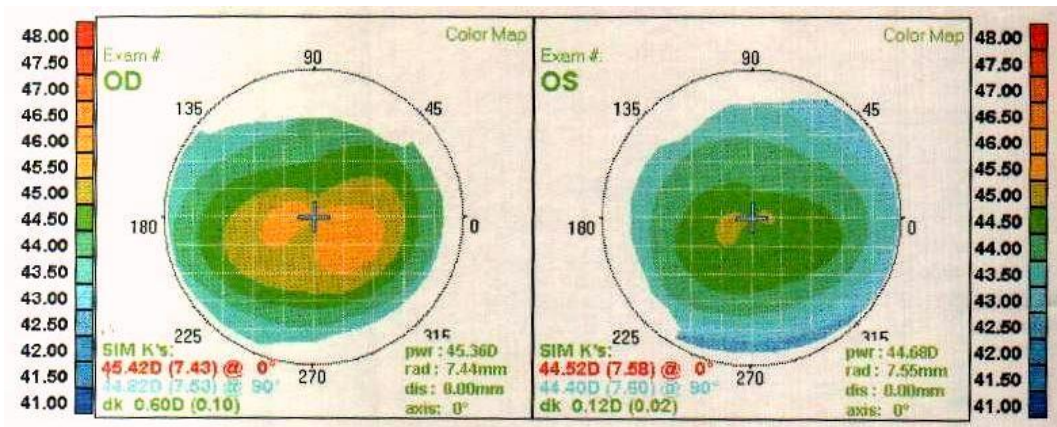 48.00
47.50
47.00
46.50
46.00
45.50
45.00
44.50
44.00
43.50
43.00
42.50
42.00
41.50
41.00
Color Map
Exam #:
OD
90
135
45
180
0
225
315
270
SIM K's:
45.42D (7.43) @ 0°
44.82D (7.53) @ 90°
dk 0.60D (0.10)
pwr : 45.36D
rad : 7.44mm
dis : 0.00mm
axis: 0°
Color Map
Exam #:
OS
90
135
45
180
0
225
315
270
SIM K's:
44.52D (7.58) @ 0°
44.40D (7.60) @ 90°
dk 0.12D (0.02)
pwr : 44.68D
rad : 7.55mm
dis : 0.00mm
axis: 0°
48.00
47.50
47.00
46.50
46.00
45.50
45.00
44.50
44.00
43.50
43.00
42.50
42.00
41.50
41.00